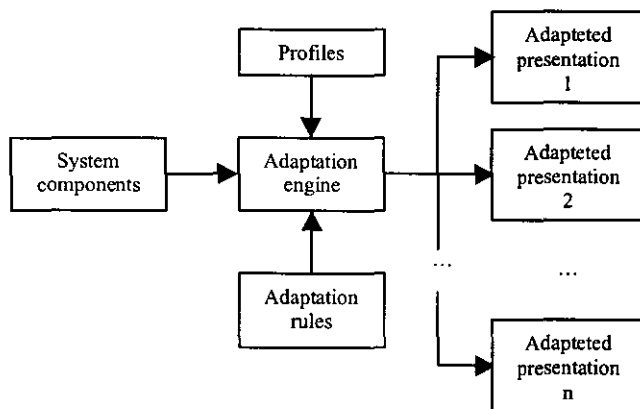 Profiles
System
components
Adaptation
engine
Adaptation
rules
Adapteted
presentation
1
Adapteted
presentation
2
...
...
Adapteted
presentation
n